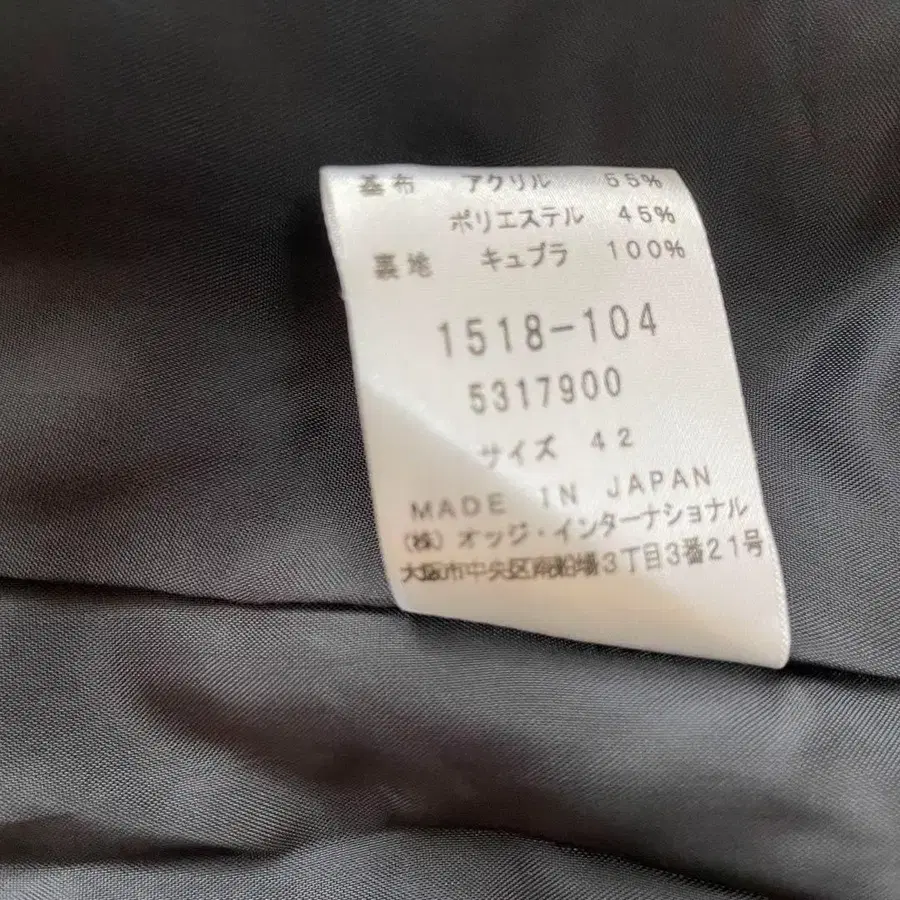 基布 アクリル 55%
ポリエステル 45%
裏地 キュプラ 100%
1518-104
5317900
サイズ 42
MADE IN JAPAN
(株)オッジ・インターナショナル
大阪市中央区南船場3丁目3番21号